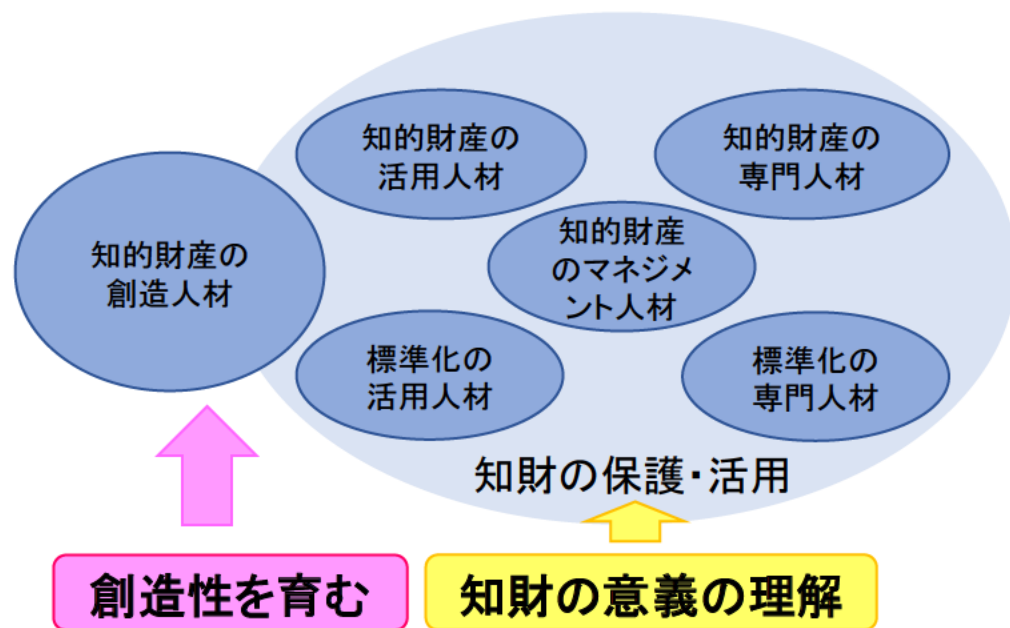 知的財産の
創造人材
知的財産の
活用人材
知的財産の
専門人材
知的財産
のマネジメ
ント人材
標準化の
活用人材
標準化の
専門人材
知財の保護・活用
創造性を育む
知財の意義の理解